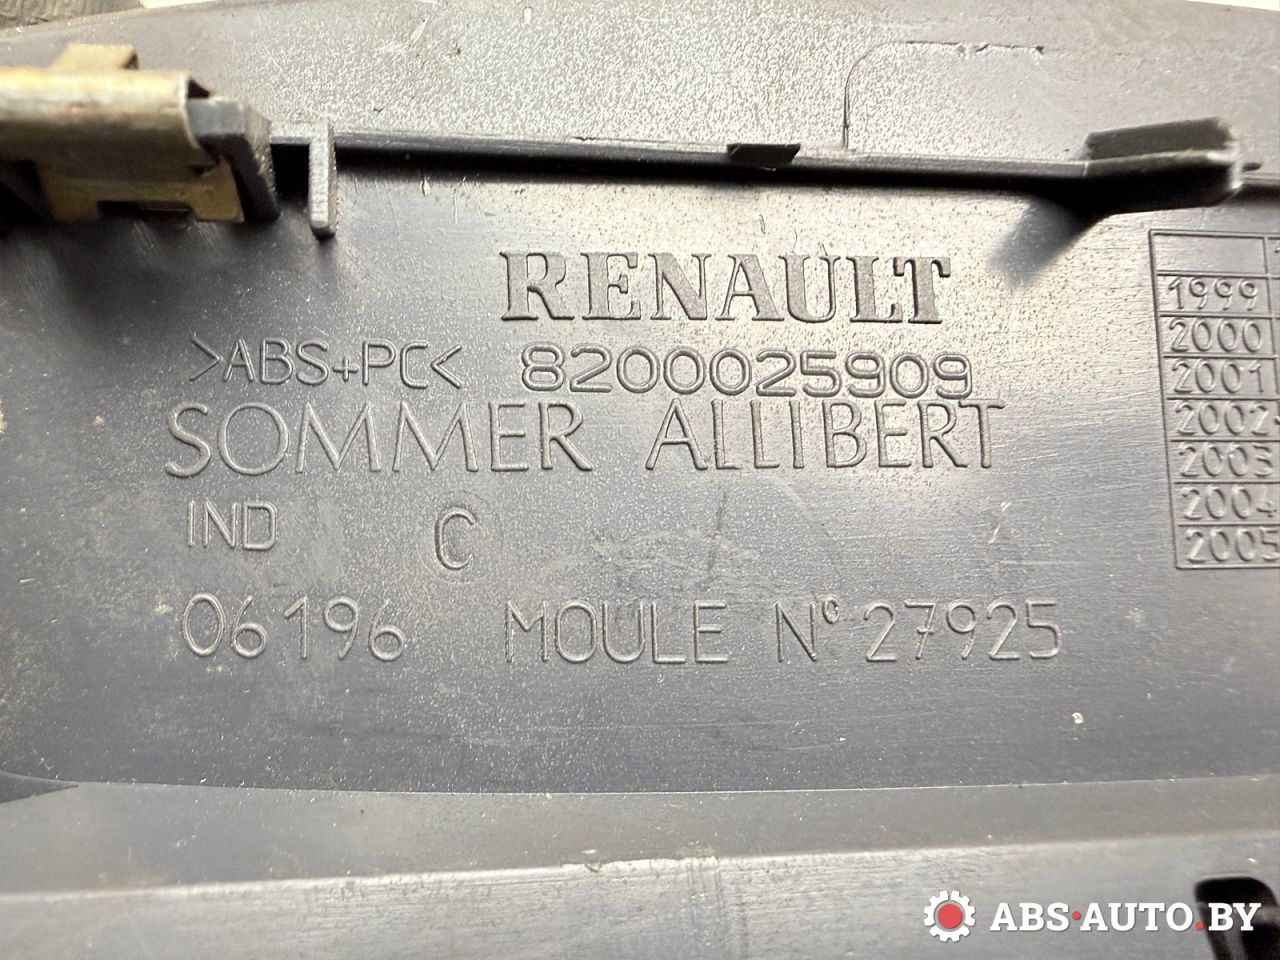 RENAULT
>ABS+PC< 8200025909
SOMMER ALLIBERT
IND C
06196 MOULE Nº 27925
1999
2000
2001
2002
2003
2004
2005
ABS·AUTO.BY